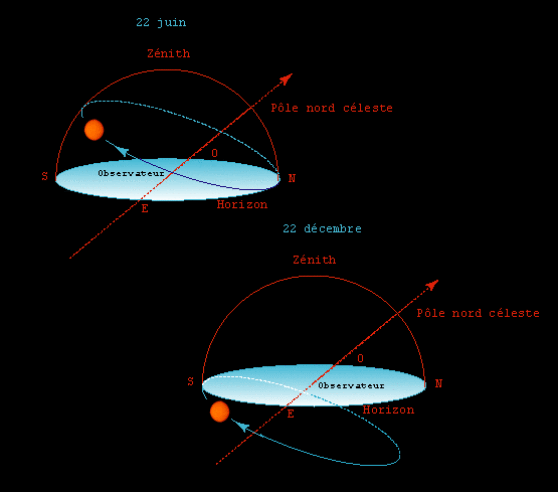 22 juin
Zénith
Pôle nord céleste
O
Observateur
S
N
E
Horizon
22 décembre
Zénith
Pôle nord céleste
O
S
Observateur
N
E
Horizon